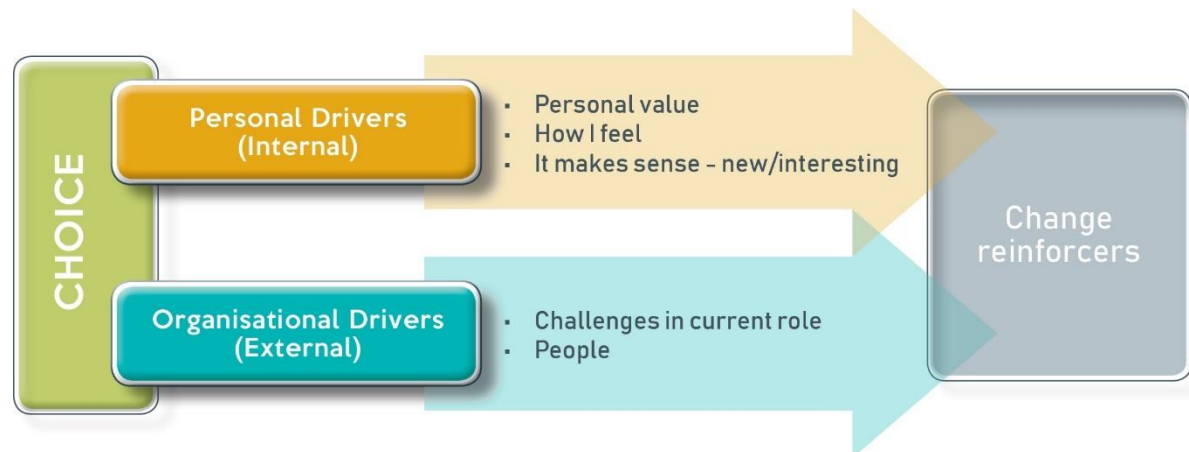 CHOICE
Personal Drivers
(Internal)
▪ Personal value
▪ How I feel
▪ It makes sense - new/interesting
Organisational Drivers
(External)
▪ Challenges in current role
▪ People
Change
reinforcers